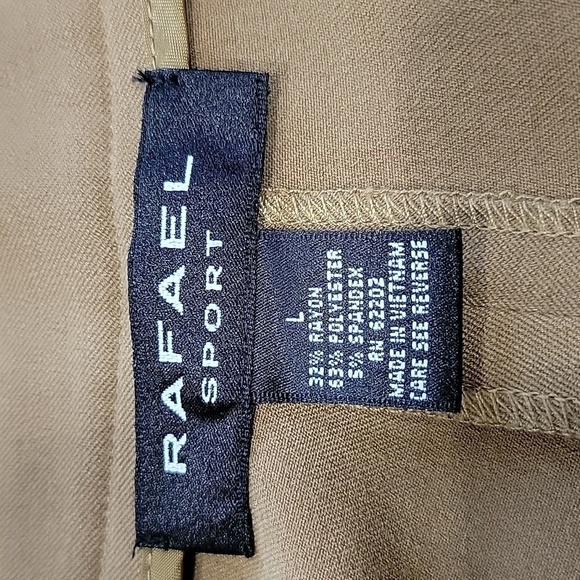 RAFAEL
SPORT
L
32% RAYON
63% POLYESTER
5% SPANDEX
RN 62202
MADE IN VIETNAM
CARE SEE REVERSE